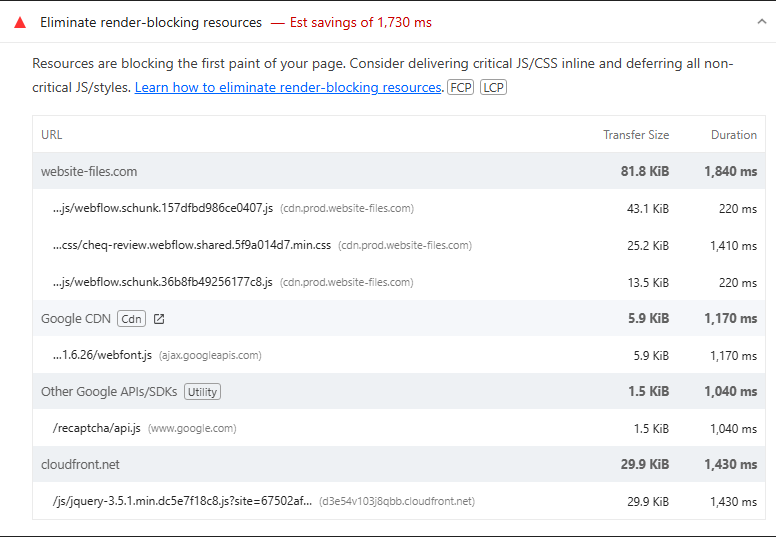 Eliminate render-blocking resources — Est savings of 1,730 ms
Resources are blocking the first paint of your page. Consider delivering critical JS/CSS inline and deferring all non-
critical JS/styles. Learn how to eliminate render-blocking resources. FCP LCP
URL Transfer Size Duration
website-files.com 81.8 KiB 1,840 ms
...js/webflow.schunk.157dfbd986ce0407.js (cdn.prod.website-files.com) 43.1 KiB 220 ms
...css/cheq-review.webflow.shared.5f9a014d7.min.css (cdn.prod.website-files.com) 25.2 KiB 1,410 ms
...js/webflow.schunk.36b8fb49256177c8.js (cdn.prod.website-files.com) 13.5 KiB 220 ms
Google CDN Cdn 5.9 KiB 1,170 ms
...1.6.26/webfont.js (ajax.googleapis.com) 5.9 KiB 1,170 ms
Other Google APIs/SDKs Utility 1.5 KiB 1,040 ms
/recaptcha/api.js (www.google.com) 1.5 KiB 1,040 ms
cloudfront.net 29.9 KiB 1,430 ms
/js/jquery-3.5.1.min.dc5e7f18c8.js?site=67502af... (d3e54v103j8qbb.cloudfront.net) 29.9 KiB 1,430 ms